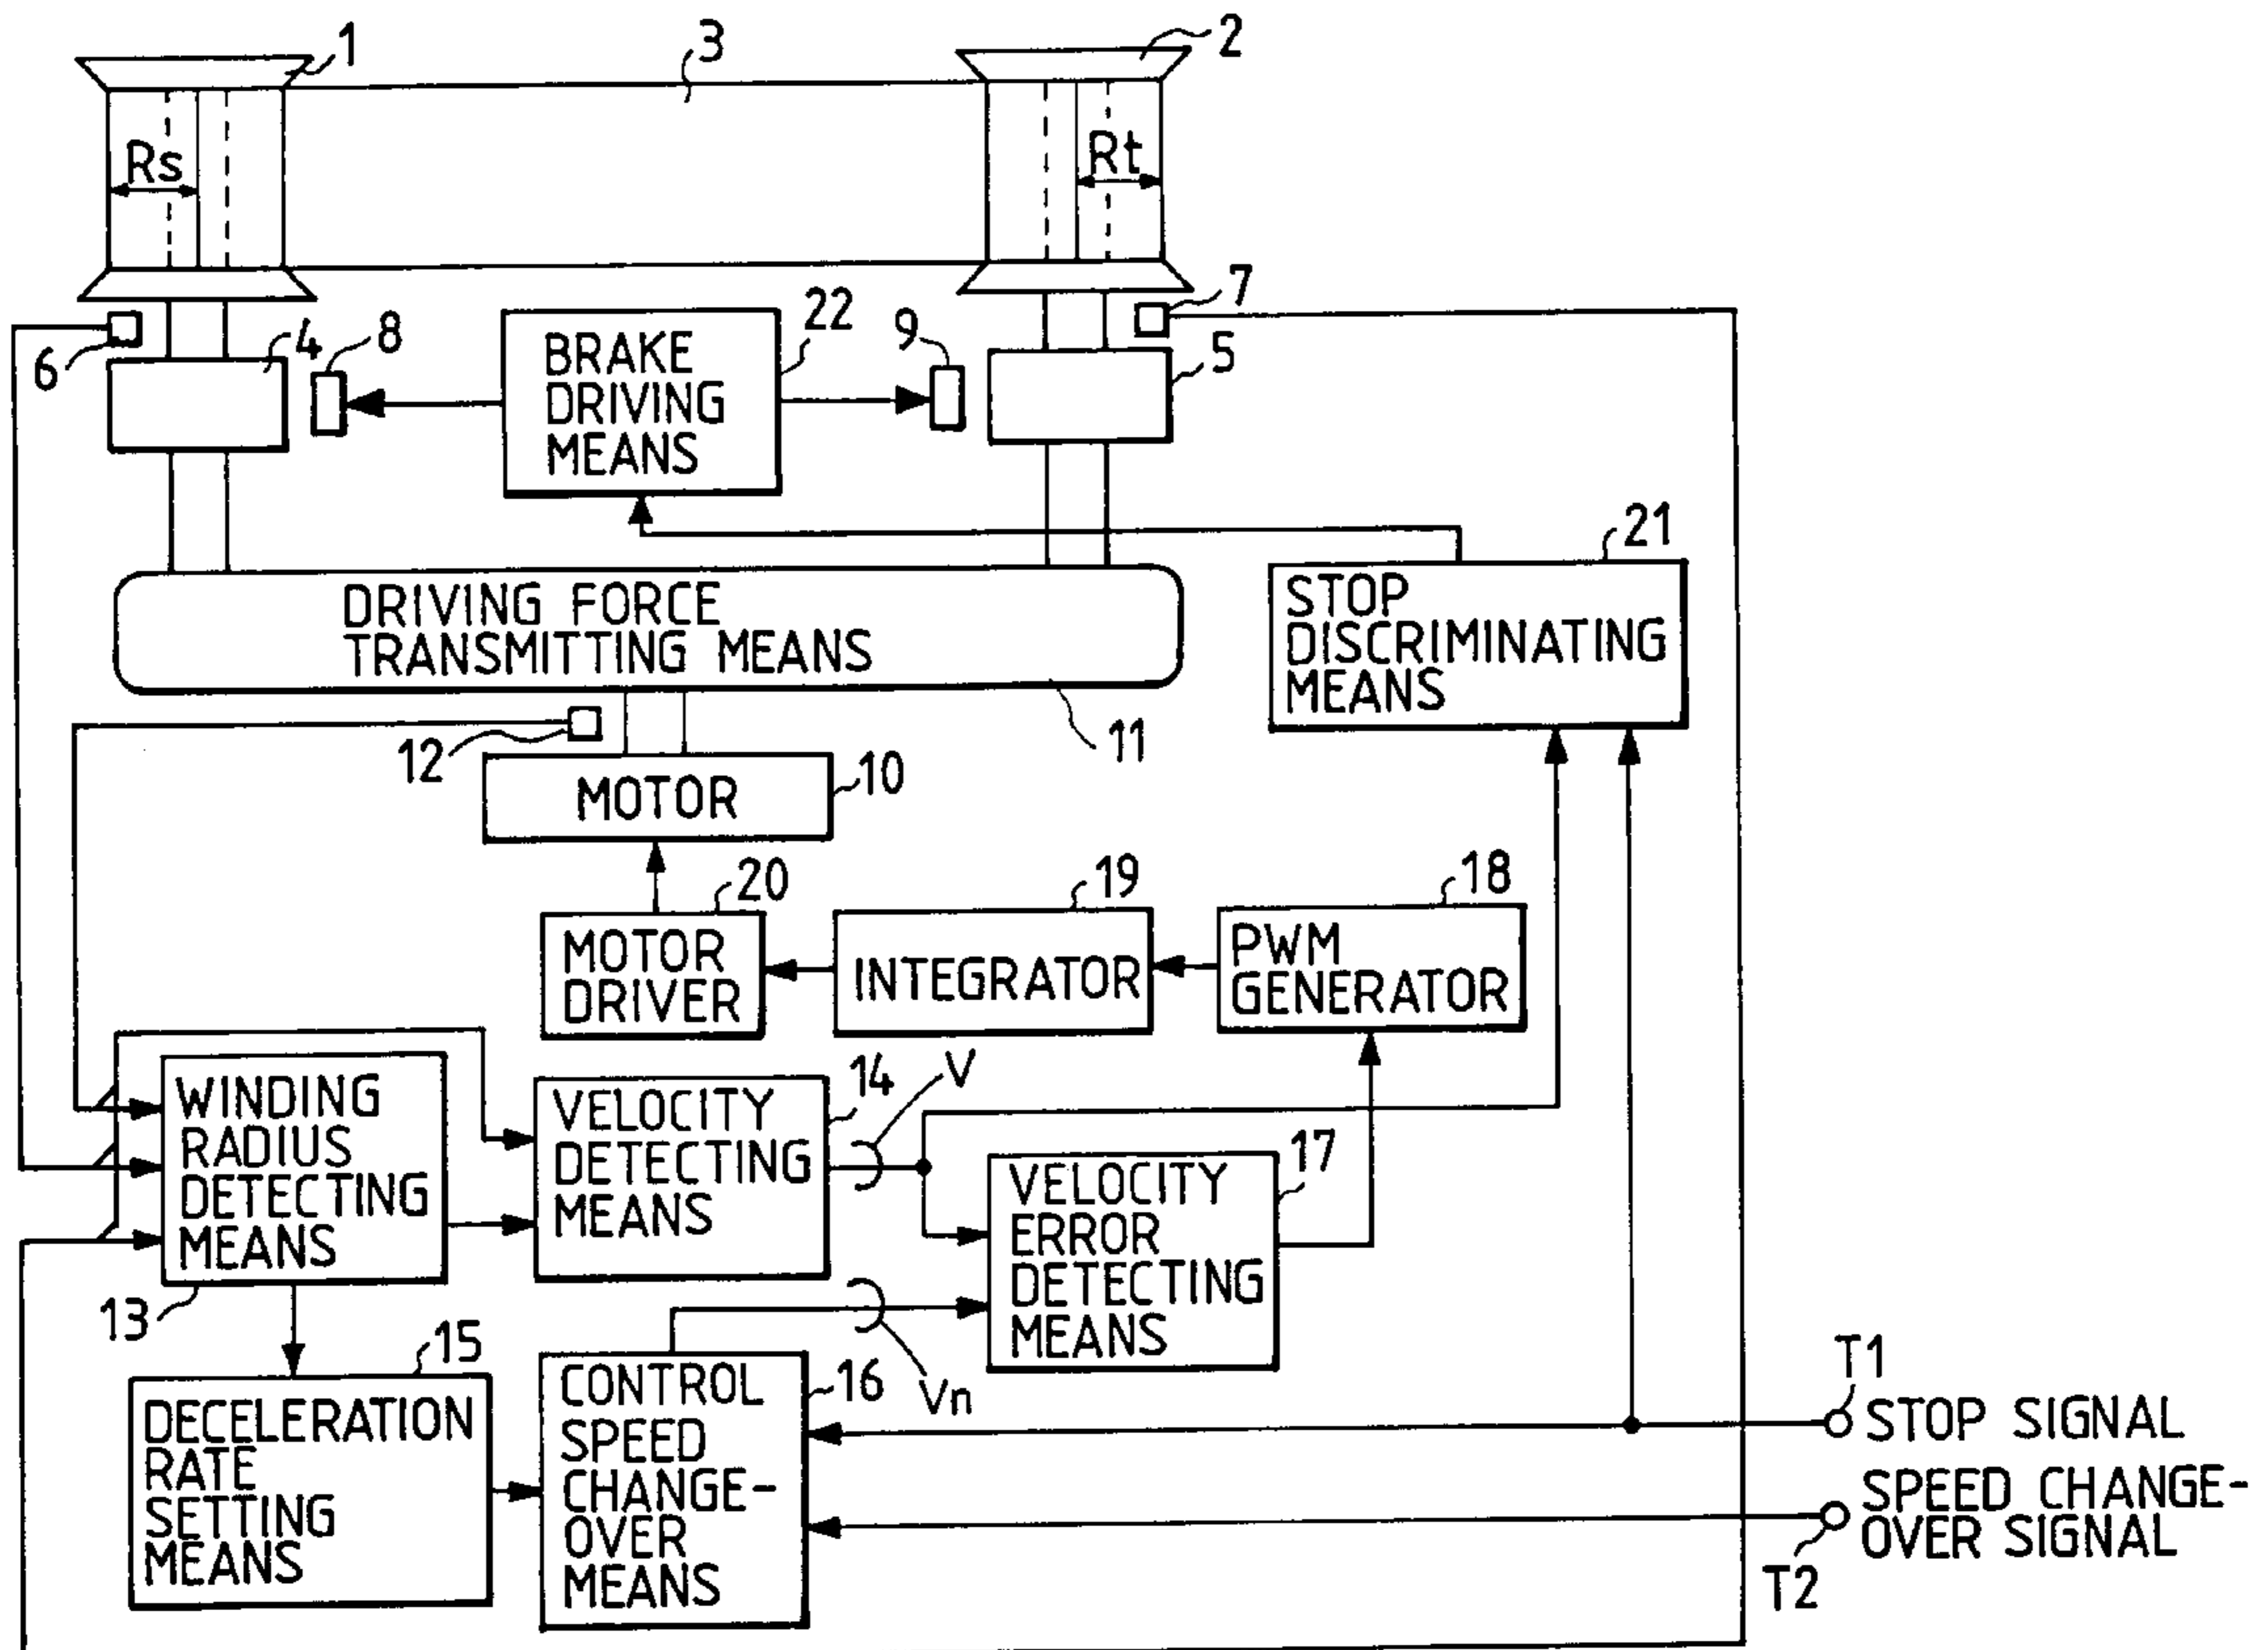 1
3
2
Rs
Rt
6
4
8
BRAKE
DRIVING
MEANS
22
9
7
5
DRIVING FORCE
TRANSMITTING MEANS
11
21
STOP
DISCRIMINATING
MEANS
12
MOTOR
10
20
MOTOR
DRIVER
19
INTEGRATOR
18
PWM
GENERATOR
WINDING
RADIUS
DETECTING
MEANS
13
VELOCITY
DETECTING
MEANS
14
V
VELOCITY
ERROR
DETECTING
MEANS
17
15
DECELERATION
RATE
SETTING
MEANS
CONTROL
SPEED
CHANGE-
OVER
MEANS
16
Vn
T1
STOP SIGNAL
SPEED CHANGE-
OVER SIGNAL
T2